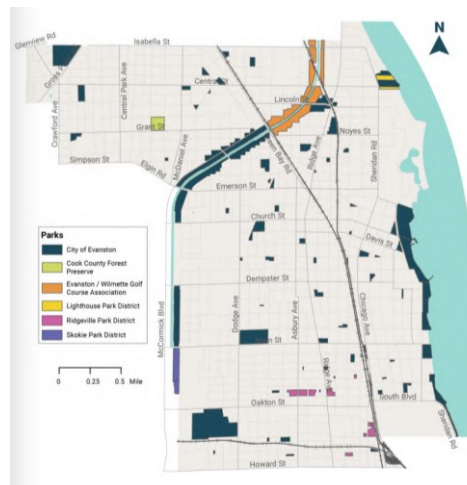 N
Glenview Rd
Isabella St
Gross P
Central Park Ave
Central St
Crawford Ave
Lincoln St
Grant St
McDaniel Ave
Noyes St
Green Bay Rd
Ridge Ave
Simpson St
Elgin Rd
Sheridan Rd
Emerson St
Church St
Davis St
Parks
City of Evanston
Cook County Forest
Preserve
Evanston / Wilmette Golf
Course Association
Lighthouse Park District
Ridgeville Park District
Skokie Park District
0 0.25 0.5 Mile
Dempster St
McCormick Blvd
Dodge Ave
Asbury Ave
Chicago Ave
Main St
Ridge Ave
South Blvd
Oakton St
Sheridan Rd
Howard St